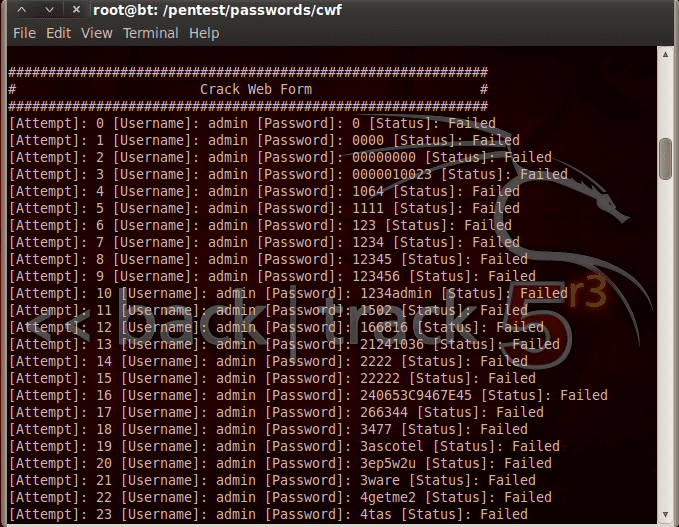 root@bt: /pentest/passwords/cwf
File Edit View Terminal Help
############################################################
#                       Crack Web Form                     #
############################################################
[Attempt]: 0 [Username]: admin [Password]: 0 [Status]: Failed
[Attempt]: 1 [Username]: admin [Password]: 0000 [Status]: Failed
[Attempt]: 2 [Username]: admin [Password]: 00000000 [Status]: Failed
[Attempt]: 3 [Username]: admin [Password]: 0000010023 [Status]: Failed
[Attempt]: 4 [Username]: admin [Password]: 1064 [Status]: Failed
[Attempt]: 5 [Username]: admin [Password]: 1111 [Status]: Failed
[Attempt]: 6 [Username]: admin [Password]: 123 [Status]: Failed
[Attempt]: 7 [Username]: admin [Password]: 1234 [Status]: Failed
[Attempt]: 8 [Username]: admin [Password]: 12345 [Status]: Failed
[Attempt]: 9 [Username]: admin [Password]: 123456 [Status]: Failed
[Attempt]: 10 [Username]: admin [Password]: 1234admin [Status]: Failed
[Attempt]: 11 [Username]: admin [Password]: 1502 [Status]: Failed
[Attempt]: 12 [Username]: admin [Password]: 166816 [Status]: Failed
[Attempt]: 13 [Username]: admin [Password]: 21241036 [Status]: Failed
[Attempt]: 14 [Username]: admin [Password]: 2222 [Status]: Failed
[Attempt]: 15 [Username]: admin [Password]: 22222 [Status]: Failed
[Attempt]: 16 [Username]: admin [Password]: 240653C9467E45 [Status]: Failed
[Attempt]: 17 [Username]: admin [Password]: 266344 [Status]: Failed
[Attempt]: 18 [Username]: admin [Password]: 3477 [Status]: Failed
[Attempt]: 19 [Username]: admin [Password]: 3ascotel [Status]: Failed
[Attempt]: 20 [Username]: admin [Password]: 3ep5w2u [Status]: Failed
[Attempt]: 21 [Username]: admin [Password]: 3ware [Status]: Failed
[Attempt]: 22 [Username]: admin [Password]: 4getme2 [Status]: Failed
[Attempt]: 23 [Username]: admin [Password]: 4tas [Status]: Failed
<< back | track 5 r3